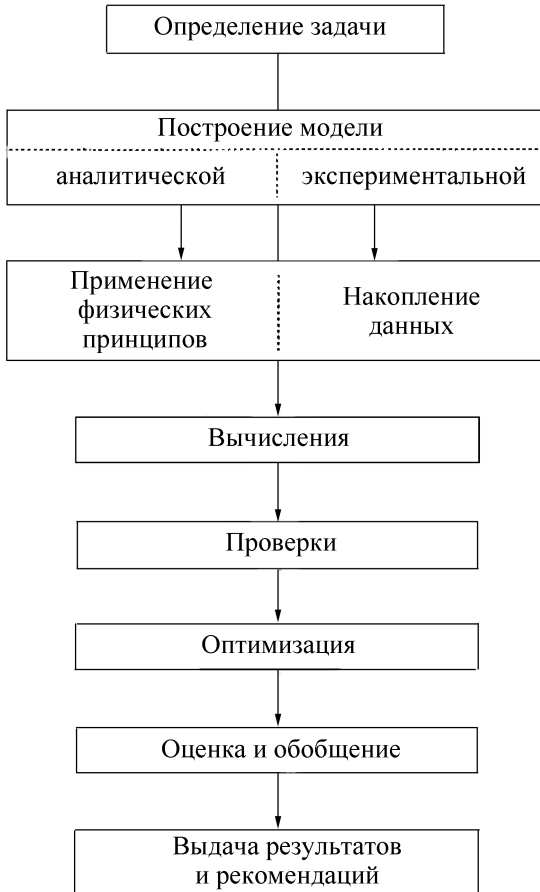 Определение задачи
Построение модели
аналитической
экспериментальной
Применение
физических
принципов
Накопление
данных
Вычисления
Проверки
Оптимизация
Оценка и обобщение
Выдача результатов
и рекомендаций